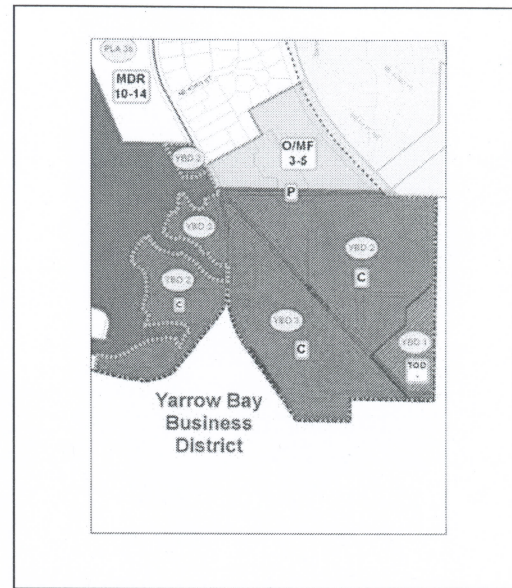 PLA 3B
MDR
10-14
O/MF
3-5
YBD 3
P
YBD 2
YBD 2
YBD 2
C
C
YBD 3
C
YBD 1
TOD
Yarrow Bay
Business
District